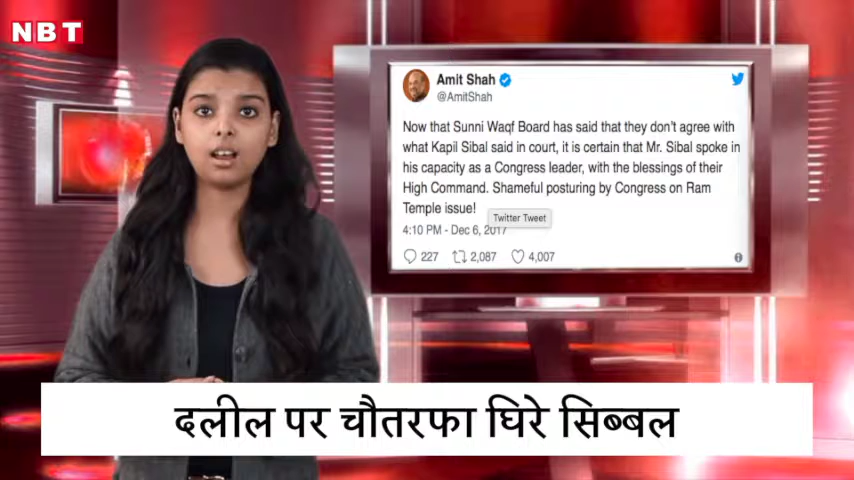 NBT
Amit Shah
@AmitShah
Now that Sunni Waqf Board has said that they don't agree with
what Kapil Sibal said in court, it is certain that Mr. Sibal spoke in
his capacity as a Congress leader, with the blessings of their
High Command. Shameful posturing by Congress on Ram
Temple issue!
Twitter Tweet
4:10 PM - Dec 6, 2017
227 2,087 4,007
दलील पर चौतरफा घिरे सिब्बल